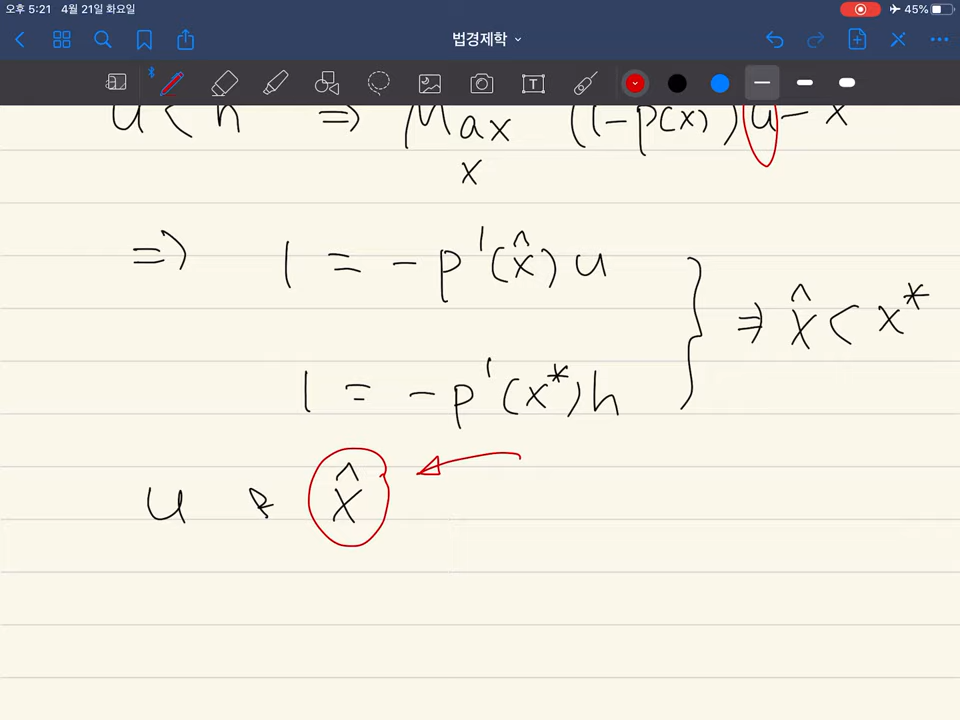 오후 5:21 4월 21일 화요일 45%
법경제학
u < h ⇒ Max ((1-p(x))u - x
x
⇒ 1 = -p'(x̂)u
⇒ x̂ < x*
1 = -p'(x*)h
u x̂